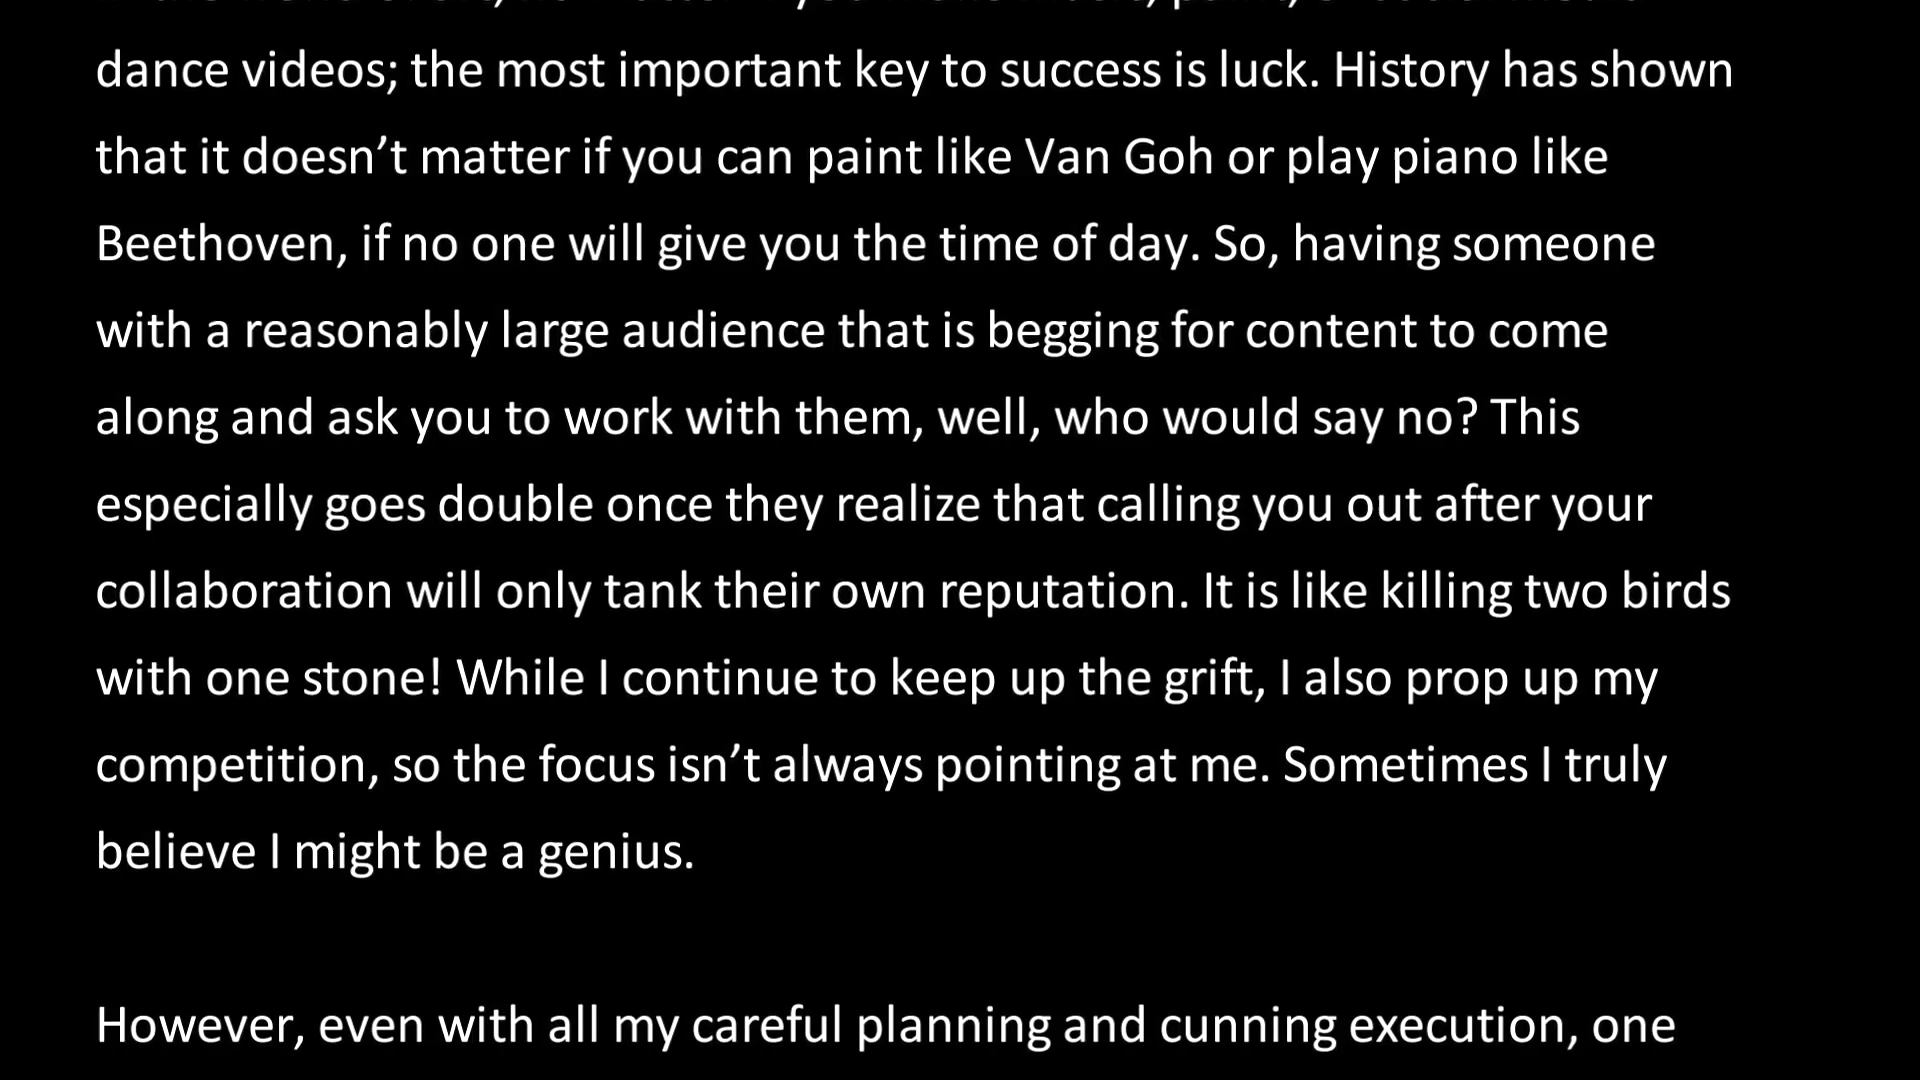 dance videos; the most important key to success is luck. History has shown
that it doesn’t matter if you can paint like Van Goh or play piano like
Beethoven, if no one will give you the time of day. So, having someone
with a reasonably large audience that is begging for content to come
along and ask you to work with them, well, who would say no? This
especially goes double once they realize that calling you out after your
collaboration will only tank their own reputation. It is like killing two birds
with one stone! While I continue to keep up the grift, I also prop up my
competition, so the focus isn’t always pointing at me. Sometimes I truly
believe I might be a genius.
However, even with all my careful planning and cunning execution, one